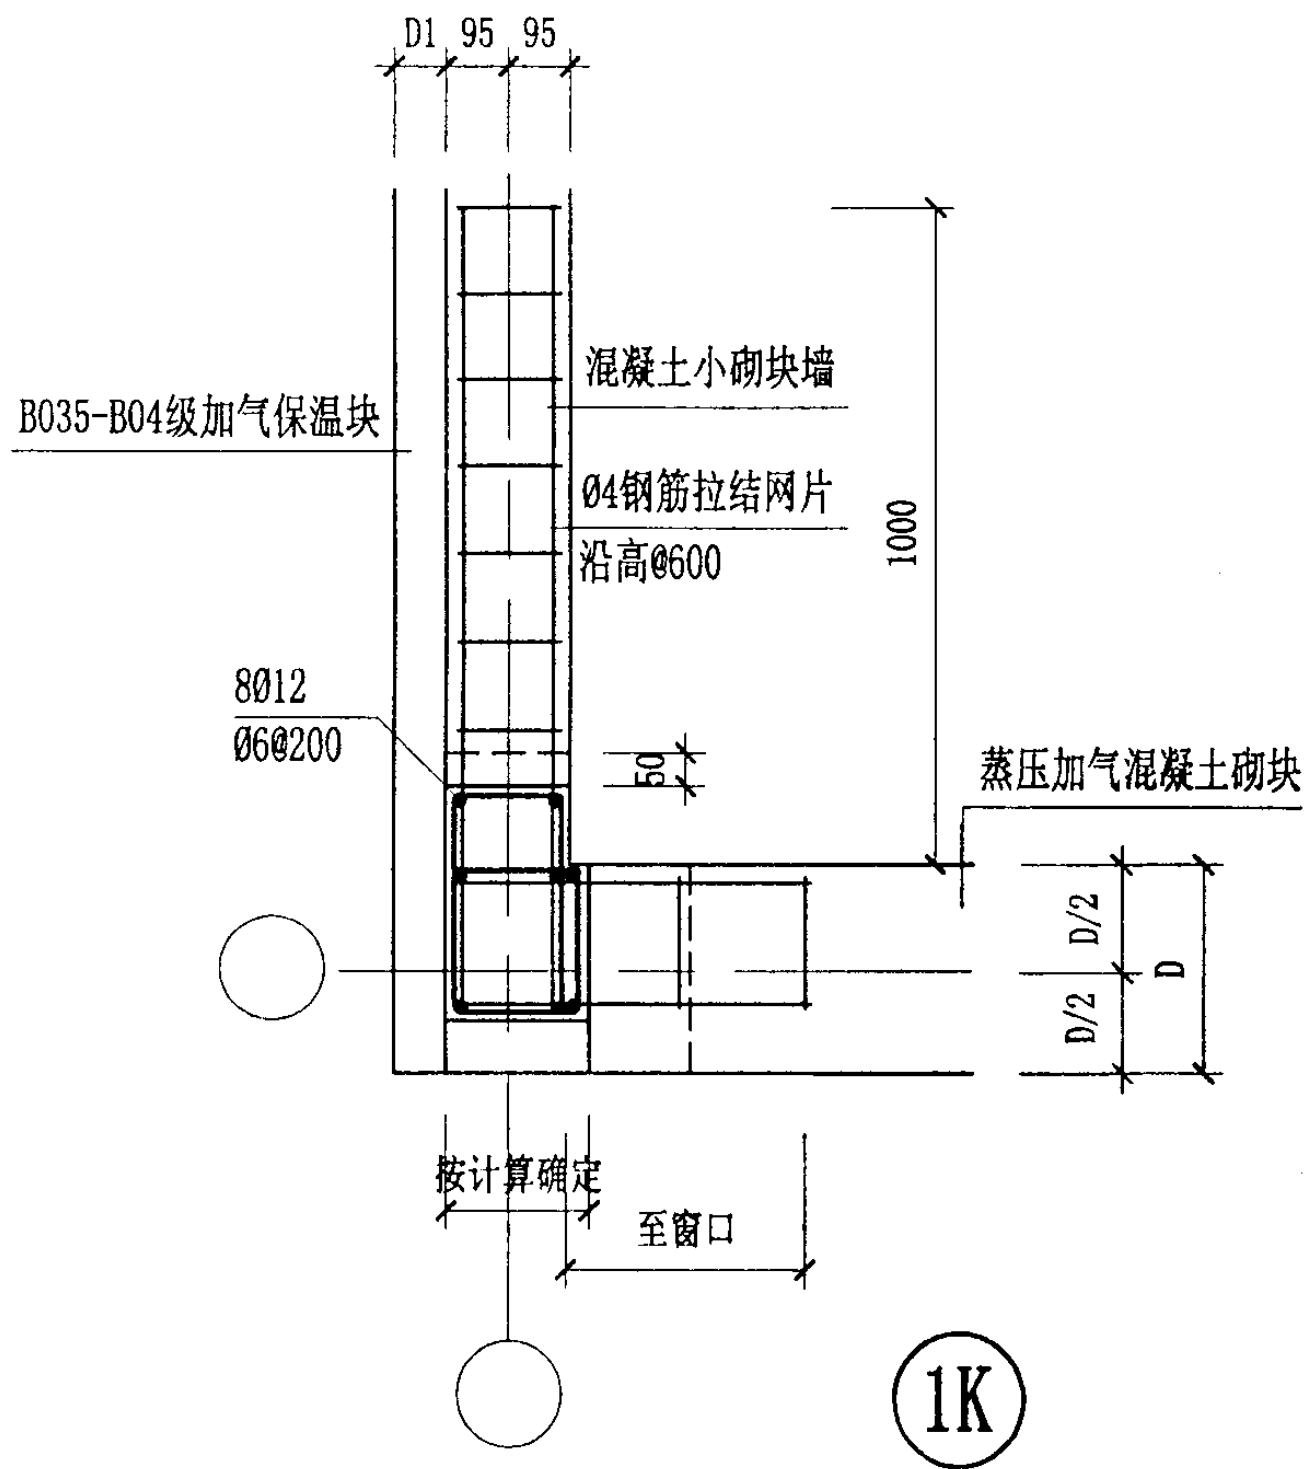 D1 95 95
混凝土小砌块墙
B035-B04级加气保温块
Ø4钢筋拉结网片
沿高@600
1000
8Ø12
Ø6@200
50
蒸压加气混凝土砌块
D/2
D
D/2
按计算确定
至窗口
1K